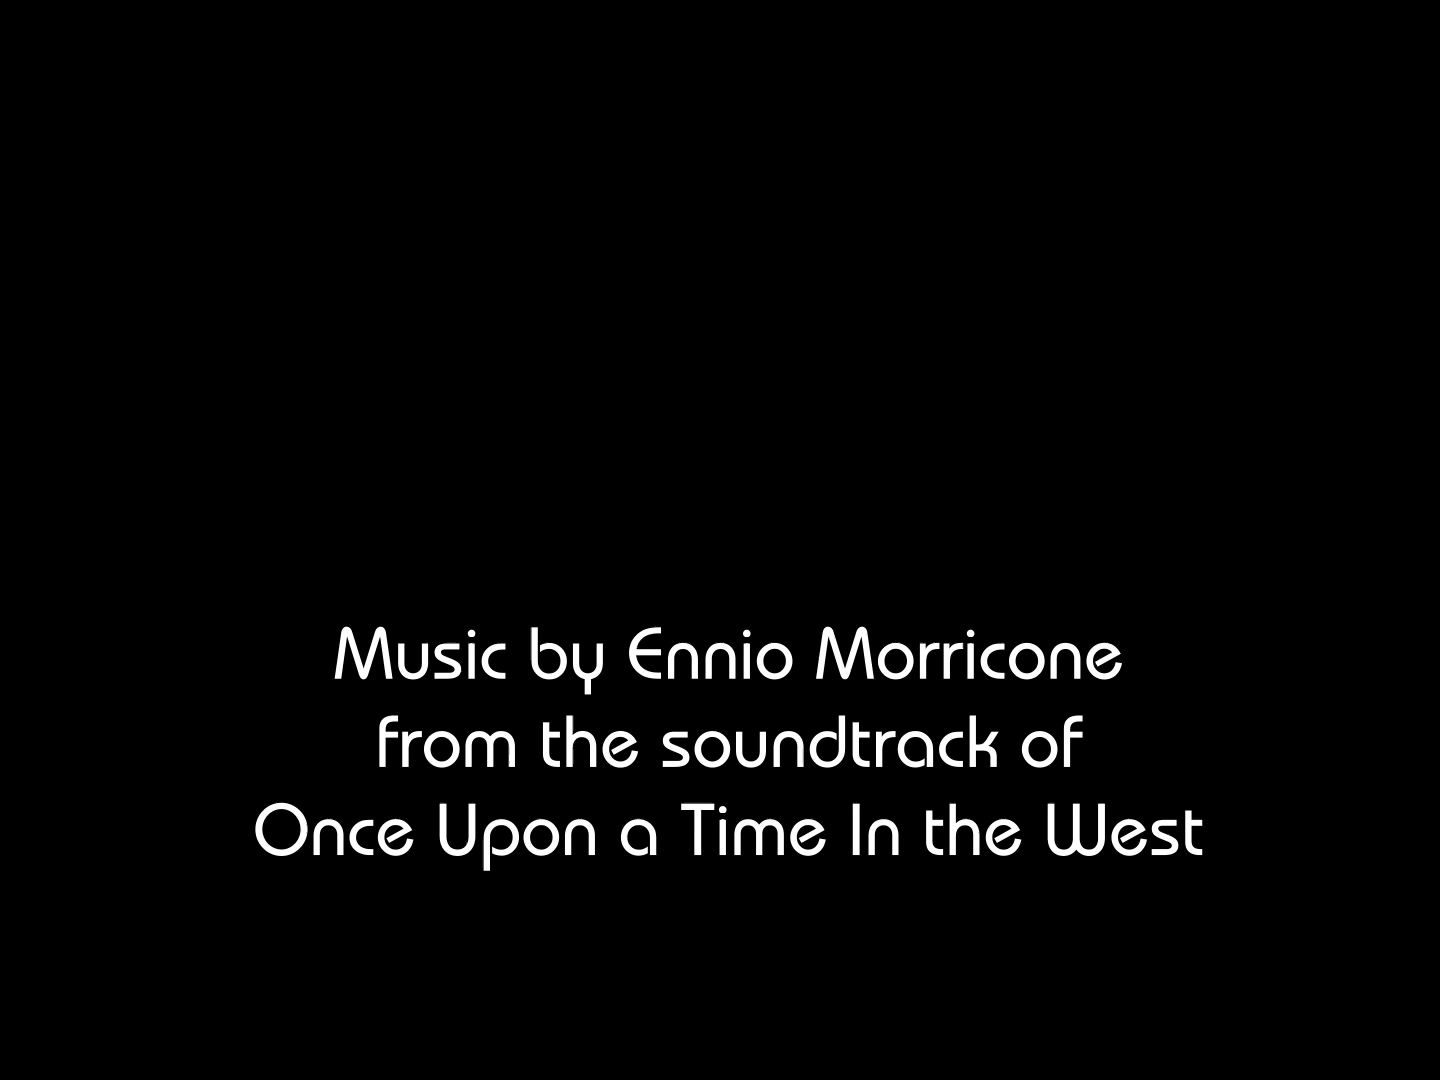 Music by Ennio Morricone
from the soundtrack of
Once Upon a Time In the West